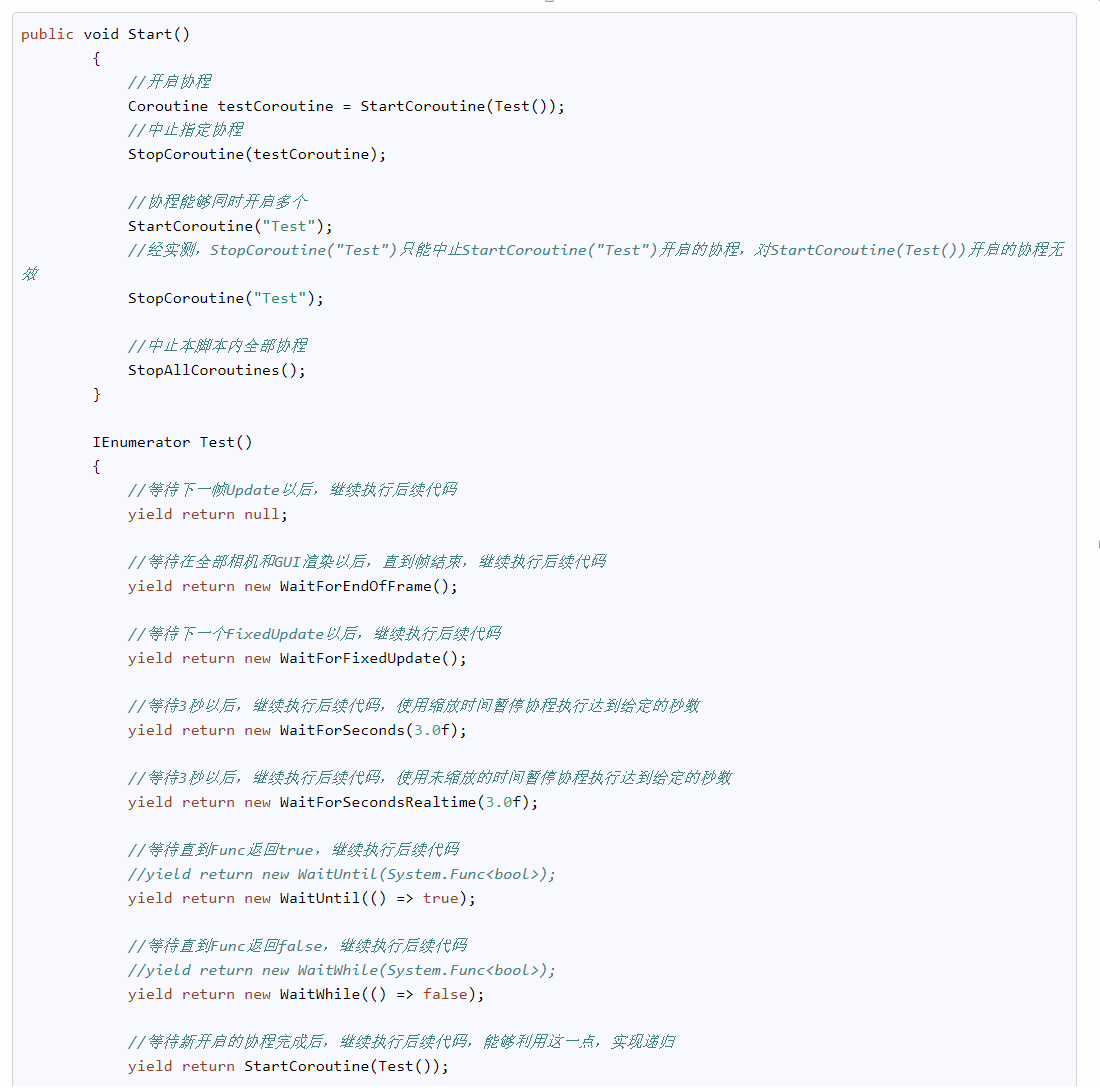 public void Start()
{
//开启协程
Coroutine testCoroutine = StartCoroutine(Test());
//中止指定协程
StopCoroutine(testCoroutine);
//协程能够同时开启多个
StartCoroutine("Test");
//经实测，StopCoroutine("Test")只能中止StartCoroutine("Test")开启的协程，对StartCoroutine(Test())开启的协程无
效
StopCoroutine("Test");
//中止本脚本内全部协程
StopAllCoroutines();
}
IEnumerator Test()
{
//等待下一帧Update以后，继续执行后续代码
yield return null;
//等待在全部相机和GUI渲染以后，直到帧结束，继续执行后续代码
yield return new WaitForEndOfFrame();
//等待下一个FixedUpdate以后，继续执行后续代码
yield return new WaitForFixedUpdate();
//等待3秒以后，继续执行后续代码，使用缩放时间暂停协程执行达到给定的秒数
yield return new WaitForSeconds(3.0f);
//等待3秒以后，继续执行后续代码，使用未缩放的时间暂停协程执行达到给定的秒数
yield return new WaitForSecondsRealtime(3.0f);
//等待直到Func返回true，继续执行后续代码
//yield return new WaitUntil(System.Func<bool>);
yield return new WaitUntil(() => true);
//等待直到Func返回false，继续执行后续代码
//yield return new WaitWhile(System.Func<bool>);
yield return new WaitWhile(() => false);
//等待新开启的协程完成后，继续执行后续代码，能够利用这一点，实现递归
yield return StartCoroutine(Test());